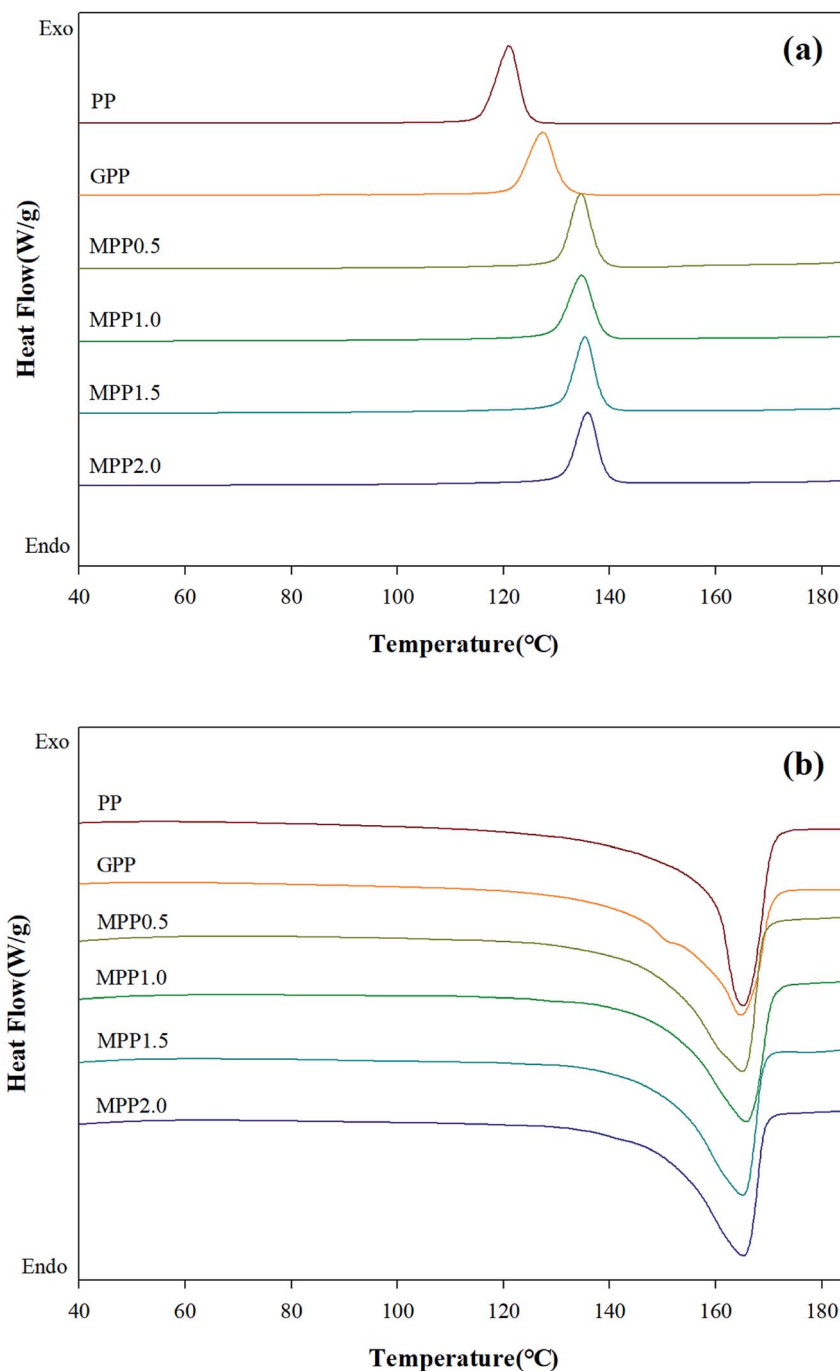 Exo
(a)
PP
GPP
MPP0.5
MPP1.0
MPP1.5
MPP2.0
Endo
Heat Flow(W/g)
40 60 80 100 120 140 160 180
Temperature(℃)
Exo
(b)
PP
GPP
MPP0.5
MPP1.0
MPP1.5
MPP2.0
Endo
Heat Flow(W/g)
40 60 80 100 120 140 160 180
Temperature(℃)